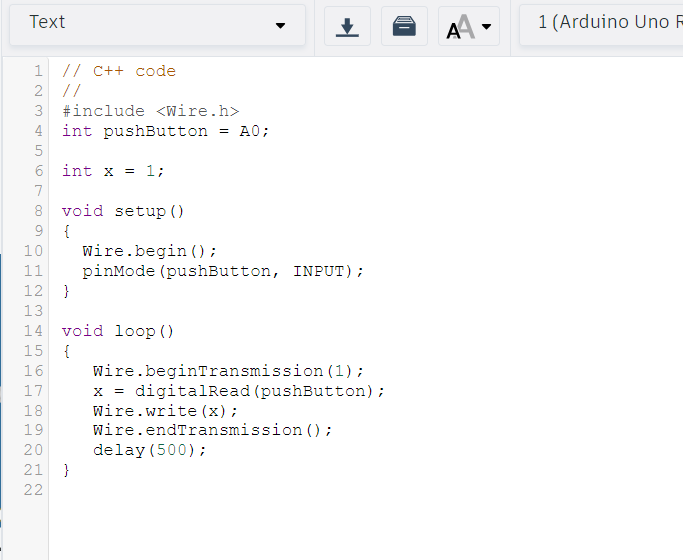 Text
1 (Arduino Uno R
1 // C++ code
2 //
3 #include <Wire.h>
4 int pushButton = A0;
5
6 int x = 1;
7
8 void setup()
9 {
10   Wire.begin();
11   pinMode(pushButton, INPUT);
12 }
13
14 void loop()
15 {
16    Wire.beginTransmission(1);
17    x = digitalRead(pushButton);
18    Wire.write(x);
19    Wire.endTransmission();
20    delay(500);
21 }
22